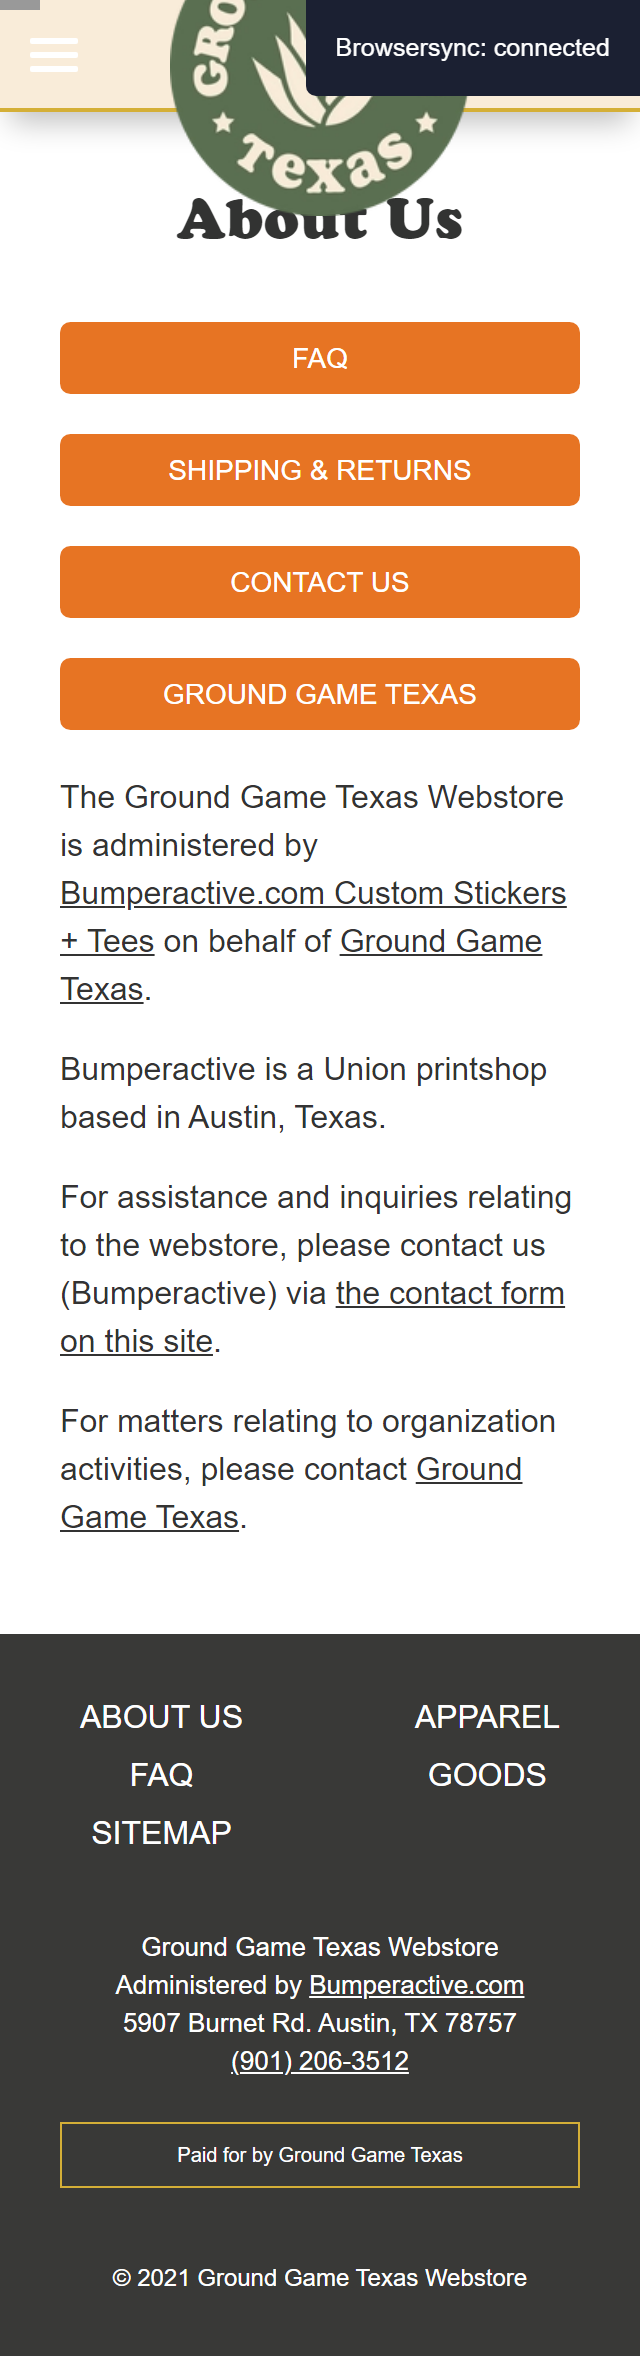 GRO
Browsersync: connected
Texas
About Us
FAQ
SHIPPING & RETURNS
CONTACT US
GROUND GAME TEXAS
The Ground Game Texas Webstore
is administered by
Bumperactive.com Custom Stickers
+ Tees on behalf of Ground Game
Texas.
Bumperactive is a Union printshop
based in Austin, Texas.
For assistance and inquiries relating
to the webstore, please contact us
(Bumperactive) via the contact form
on this site.
For matters relating to organization
activities, please contact Ground
Game Texas.
ABOUT US
APPAREL
FAQ
GOODS
SITEMAP
Ground Game Texas Webstore
Administered by Bumperactive.com
5907 Burnet Rd. Austin, TX 78757
(901) 206-3512
Paid for by Ground Game Texas
© 2021 Ground Game Texas Webstore